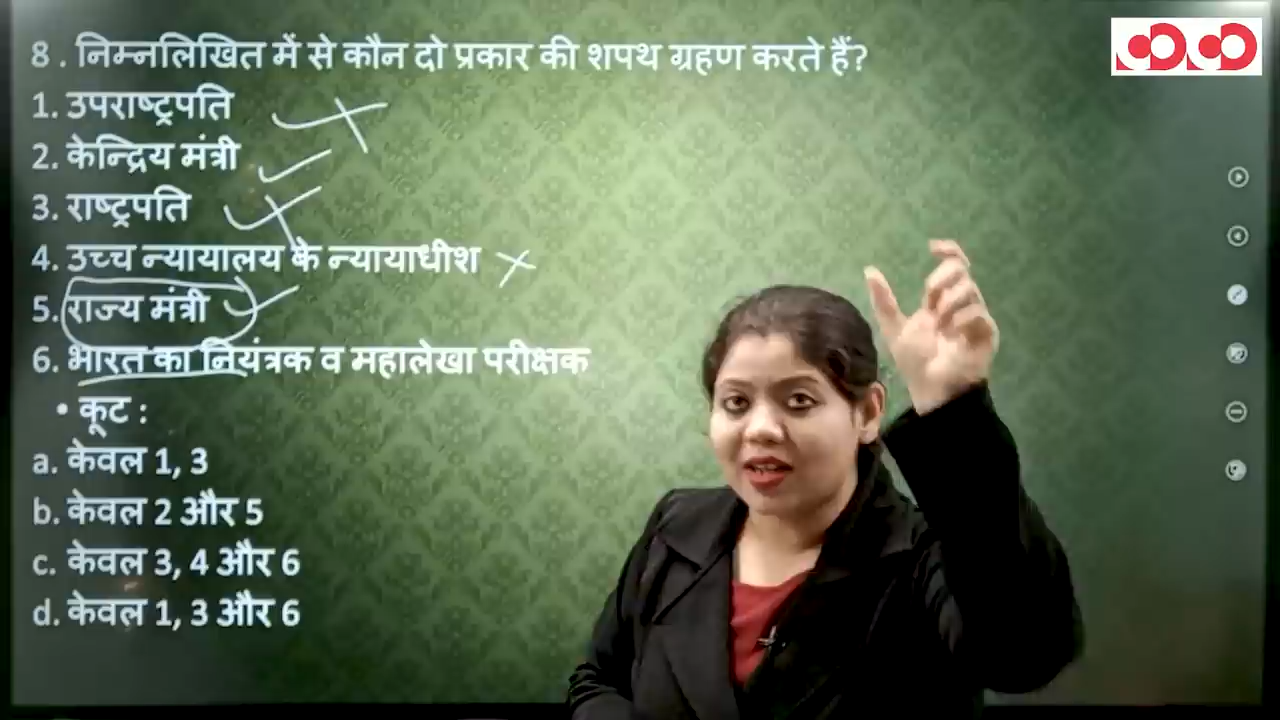 8 . निम्नलिखित में से कौन दो प्रकार की शपथ ग्रहण करते हैं?
1. उपराष्ट्रपति
2. केन्द्रिय मंत्री
3. राष्ट्रपति
4. उच्च न्यायालय के न्यायाधीश
5. राज्य मंत्री
6. भारत का नियंत्रक व महालेखा परीक्षक
• कूट :
a. केवल 1, 3
b. केवल 2 और 5
c. केवल 3, 4 और 6
d. केवल 1, 3 और 6